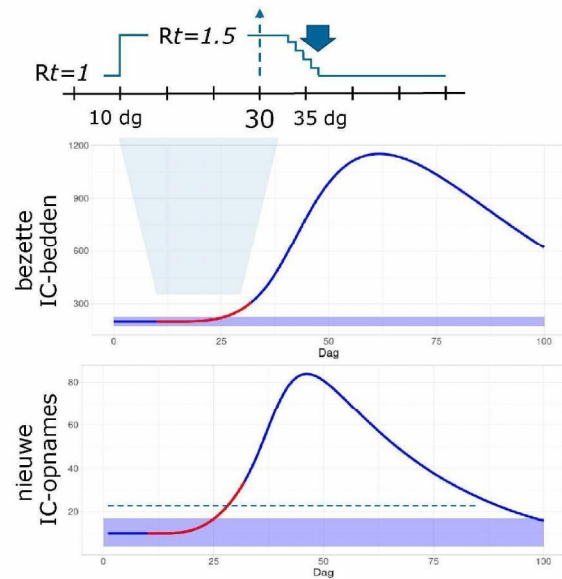 Rt=1.5
Rt=1
10 dg 30 35 dg
bezette
IC-bedden
1200
900
600
300
0 25 50 75 100
Dag
nieuwe
IC-opnames
80
60
40
20
0 25 50 75 100
Dag